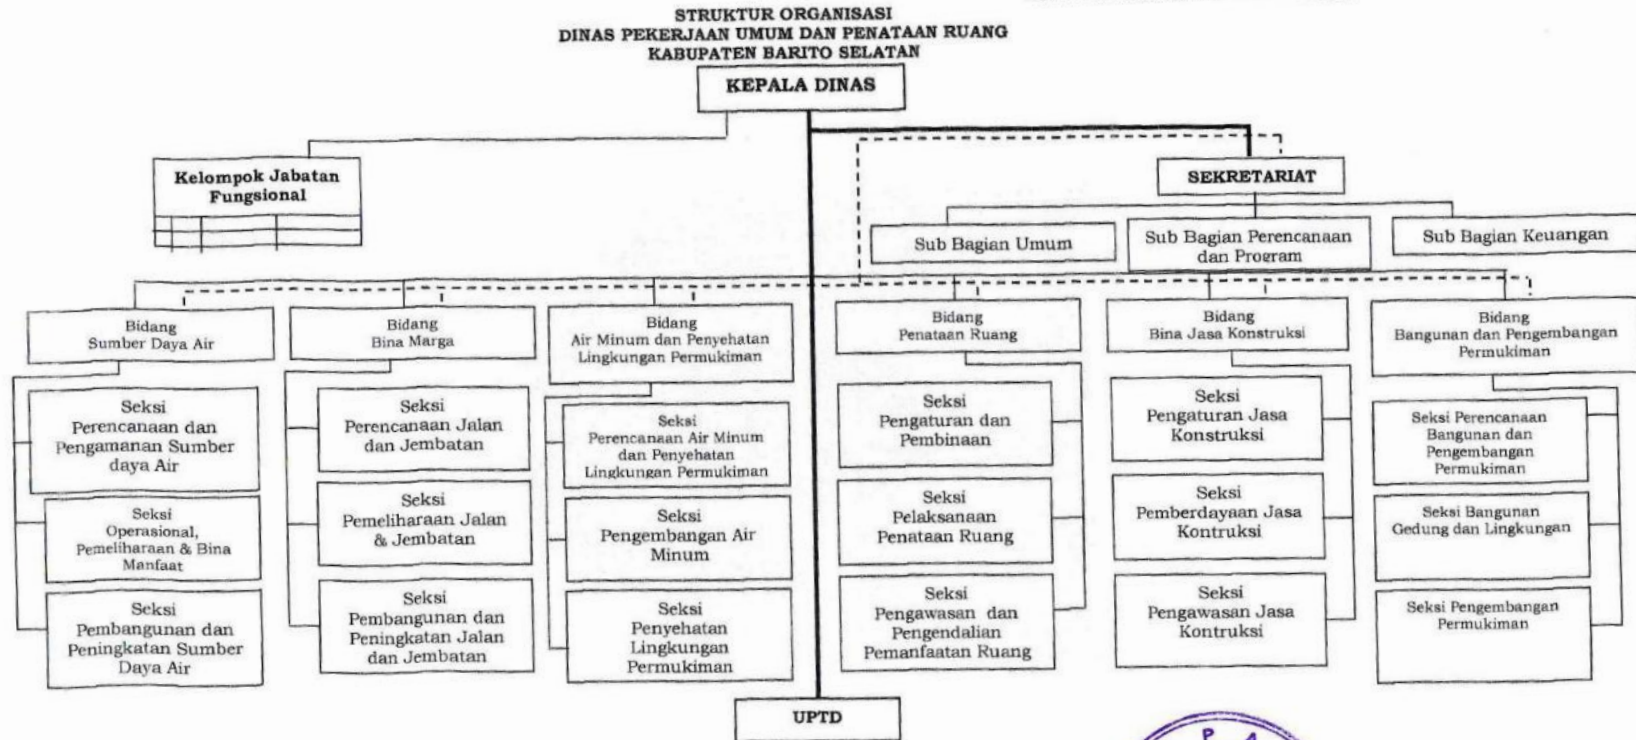 STRUKTUR ORGANISASI
DINAS PEKERJAAN UMUM DAN PENATAAN RUANG
KABUPATEN BARITO SELATAN
KEPALA DINAS
Kelompok Jabatan
Fungsional
SEKRETARIAT
Sub Bagian Umum
Sub Bagian Perencanaan
dan Program
Sub Bagian Keuangan
Bidang
Sumber Daya Air
Seksi
Perencanaan dan
Pengamanan Sumber
daya Air
Seksi
Operasional,
Pemeliharaan & Bina
Manfaat
Seksi
Pembangunan dan
Peningkatan Sumber
Daya Air
Bidang
Bina Marga
Seksi
Perencanaan Jalan
dan Jembatan
Seksi
Pemeliharaan Jalan
& Jembatan
Seksi
Pembangunan dan
Peningkatan Jalan
dan Jembatan
Bidang
Air Minum dan Penyehatan
Lingkungan Permukiman
Seksi
Perencanaan Air Minum
dan Penyehatan
Lingkungan Permukiman
Seksi
Pengembangan Air
Minum
Seksi
Penyehatan
Lingkungan
Permukiman
Bidang
Penataan Ruang
Seksi
Pengaturan dan
Pembinaan
Seksi
Pelaksanaan
Penataan Ruang
Seksi
Pengawasan dan
Pengendalian
Pemanfaatan Ruang
Bidang
Bina Jasa Konstruksi
Seksi
Pengaturan Jasa
Konstruksi
Seksi
Pemberdayaan Jasa
Kontruksi
Seksi
Pengawasan Jasa
Kontruksi
Bidang
Bangunan dan Pengembangan
Permukiman
Seksi Perencanaan
Bangunan dan
Pengembangan
Permukiman
Seksi Bangunan
Gedung dan Lingkungan
Seksi Pengembangan
Permukiman
UPTD
P A